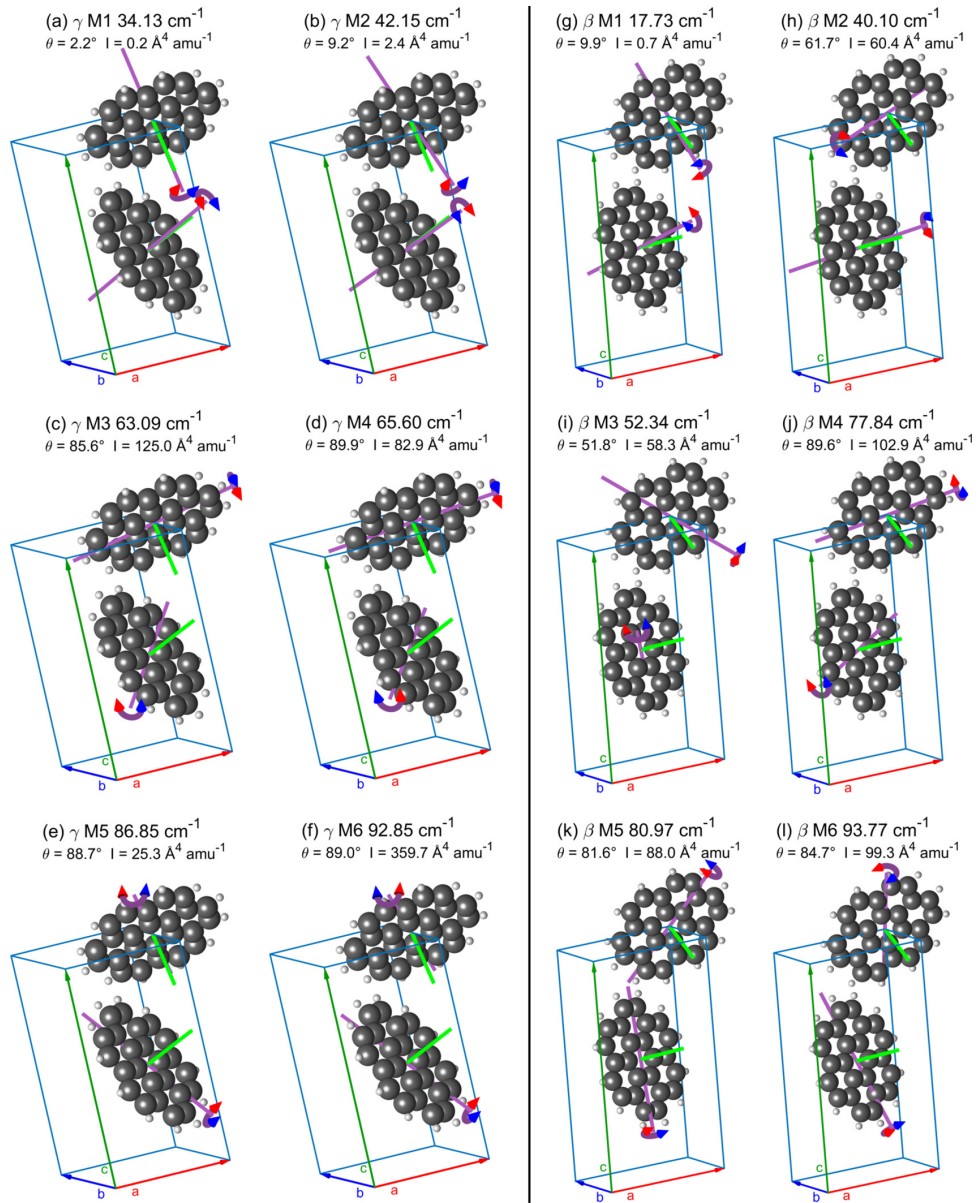 (a) γ M1 34.13 cm⁻¹
θ = 2.2° I = 0.2 Å⁴ amu⁻¹
c
b
a
(b) γ M2 42.15 cm⁻¹
θ = 9.2° I = 2.4 Å⁴ amu⁻¹
c
b
a
(g) β M1 17.73 cm⁻¹
θ = 9.9° I = 0.7 Å⁴ amu⁻¹
c
b
a
(h) β M2 40.10 cm⁻¹
θ = 61.7° I = 60.4 Å⁴ amu⁻¹
c
b
a
(c) γ M3 63.09 cm⁻¹
θ = 85.6° I = 125.0 Å⁴ amu⁻¹
c
b
a
(d) γ M4 65.60 cm⁻¹
θ = 89.9° I = 82.9 Å⁴ amu⁻¹
c
b
a
(i) β M3 52.34 cm⁻¹
θ = 51.8° I = 58.3 Å⁴ amu⁻¹
c
b
a
(j) β M4 77.84 cm⁻¹
θ = 89.6° I = 102.9 Å⁴ amu⁻¹
c
b
a
(e) γ M5 86.85 cm⁻¹
θ = 88.7° I = 25.3 Å⁴ amu⁻¹
c
b
a
(f) γ M6 92.85 cm⁻¹
θ = 89.0° I = 359.7 Å⁴ amu⁻¹
c
b
a
(k) β M5 80.97 cm⁻¹
θ = 81.6° I = 88.0 Å⁴ amu⁻¹
c
b
a
(l) β M6 93.77 cm⁻¹
θ = 84.7° I = 99.3 Å⁴ amu⁻¹
c
b
a